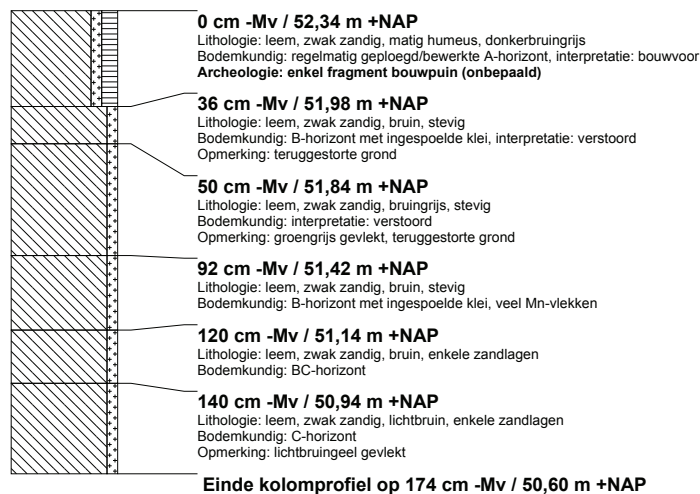 0 cm -Mv / 52,34 m +NAP
Lithologie: leem, zwak zandig, matig humeus, donkerbruingrijs
Bodemkundig: regelmatig geploegd/bewerkte A-horizont, interpretatie: bouwvoor
Archeologie: enkel fragment bouwpuin (onbepaald)
36 cm -Mv / 51,98 m +NAP
Lithologie: leem, zwak zandig, bruin, stevig
Bodemkundig: B-horizont met ingespoelde klei, interpretatie: verstoord
Opmerking: teruggestorte grond
50 cm -Mv / 51,84 m +NAP
Lithologie: leem, zwak zandig, bruingrijs, stevig
Bodemkundig: interpretatie: verstoord
Opmerking: groengrijs gevlekt, teruggestorte grond
92 cm -Mv / 51,42 m +NAP
Lithologie: leem, zwak zandig, bruin, stevig
Bodemkundig: B-horizont met ingespoelde klei, veel Mn-vlekken
120 cm -Mv / 51,14 m +NAP
Lithologie: leem, zwak zandig, bruin, enkele zandlagen
Bodemkundig: BC-horizont
140 cm -Mv / 50,94 m +NAP
Lithologie: leem, zwak zandig, lichtbruin, enkele zandlagen
Bodemkundig: C-horizont
Opmerking: lichtbruingeel gevlekt
Einde kolomprofiel op 174 cm -Mv / 50,60 m +NAP